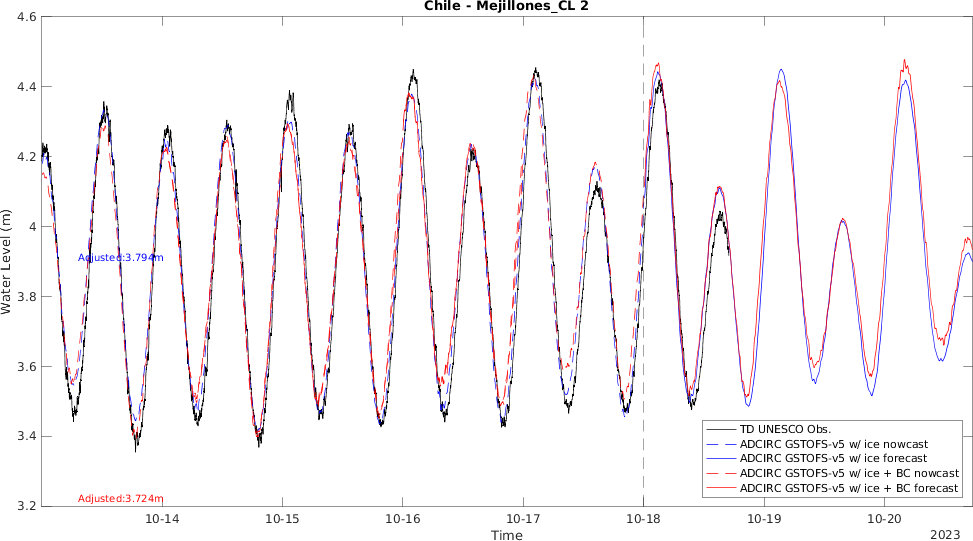 Chile - Mejillones_CL 2
4.6
4.4
4.2
4
3.8
3.6
3.4
3.2
Water Level (m)
Adjusted:3.794m
Adjusted:3.724m
TD UNESCO Obs.
ADCIRC GSTOFS-v5 w/ ice nowcast
ADCIRC GSTOFS-v5 w/ ice forecast
ADCIRC GSTOFS-v5 w/ ice + BC nowcast
ADCIRC GSTOFS-v5 w/ ice + BC forecast
10-14 10-15 10-16 10-17 10-18 10-19 10-20
Time
2023